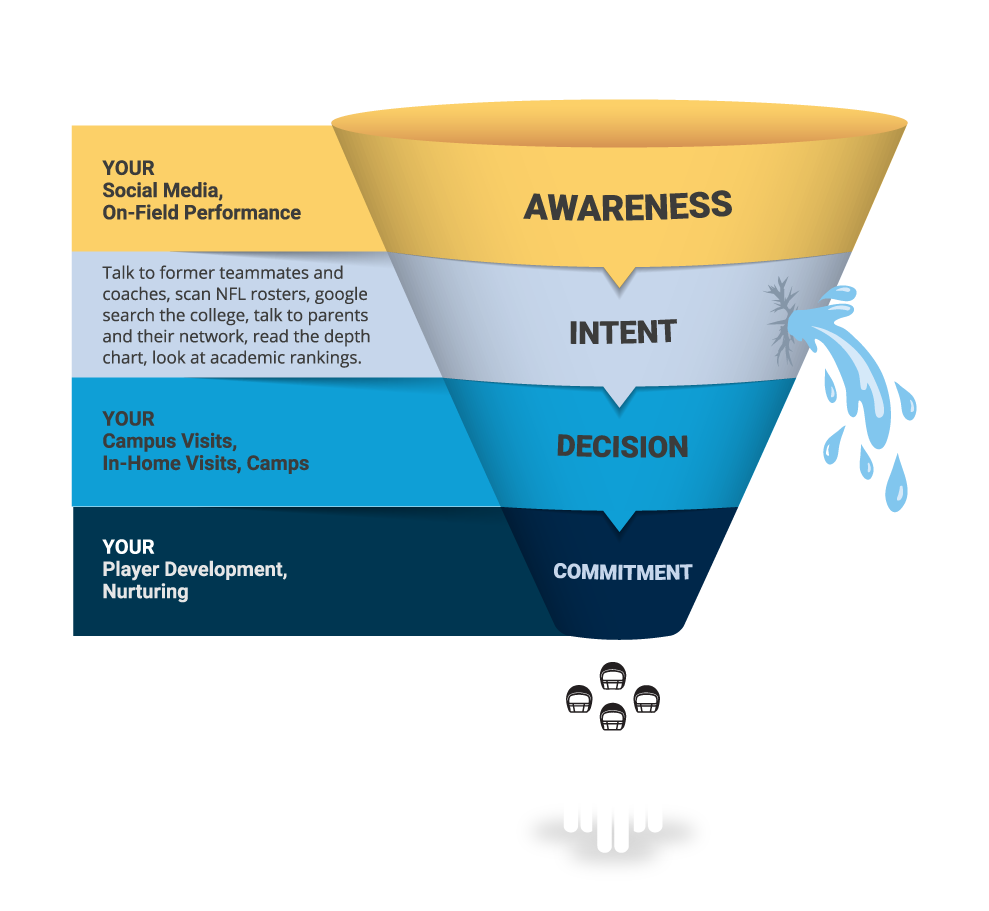 YOUR
Social Media,
On-Field Performance
AWARENESS
Talk to former teammates and
coaches, scan NFL rosters, google
search the college, talk to parents
and their network, read the depth
chart, look at academic rankings.
INTENT
YOUR
Campus Visits,
In-Home Visits, Camps
DECISION
YOUR
Player Development,
Nurturing
COMMITMENT